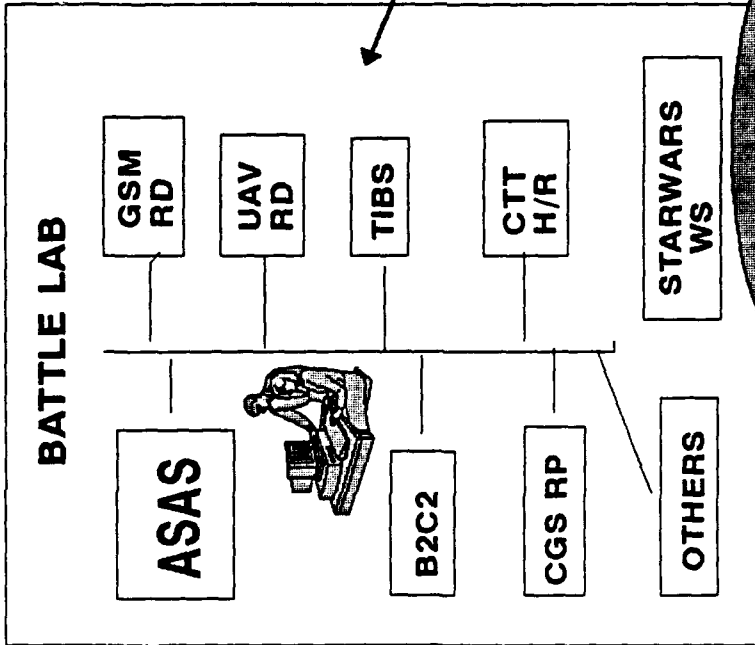 BATTLE LAB
GSM
RD
UAV
RD
TIBS
CTT
H/R
STARWARS
WS
ASAS
B2C2
CGS RP
OTHERS